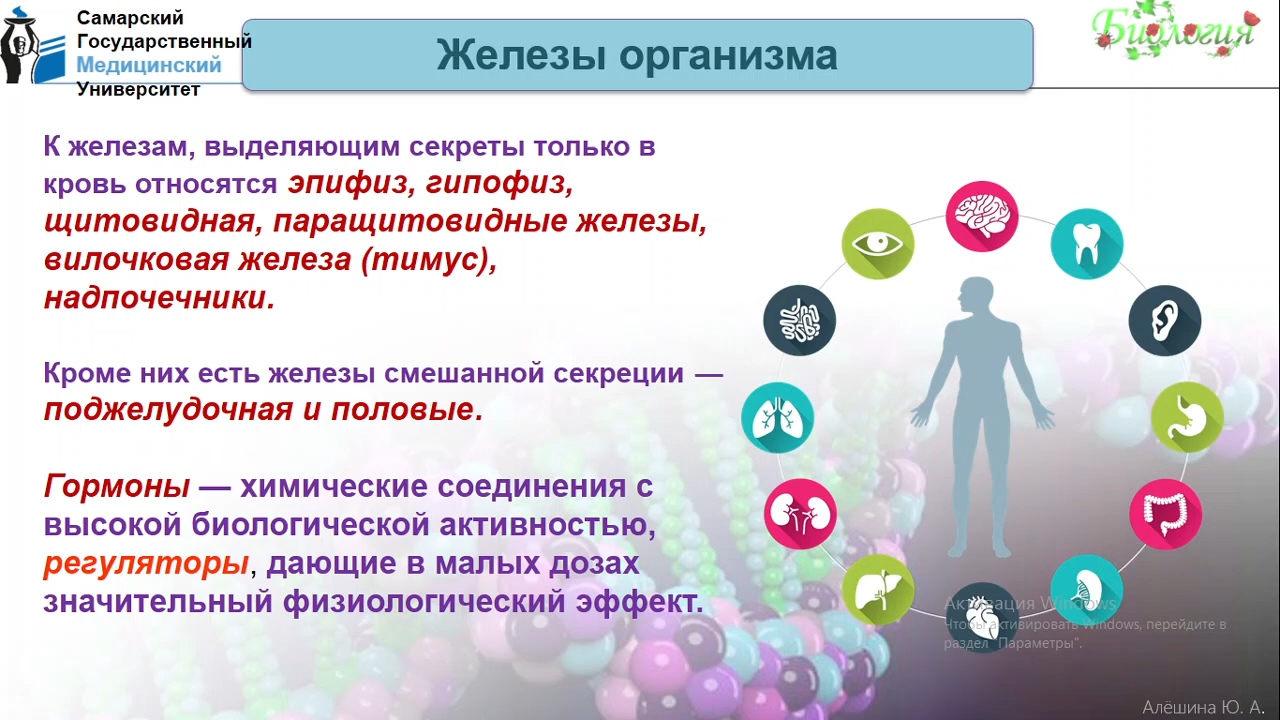 Самарский
Государственный
Медицинский
Университет
Железы организма
Биология
К железам, выделяющим секреты только в
кровь относятся эпифиз, гипофиз,
щитовидная, паращитовидные железы,
вилочковая железа (тимус),
надпочечники.
Кроме них есть железы смешанной секреции —
поджелудочная и половые.
Гормоны — химические соединения с
высокой биологической активностью,
регуляторы, дающие в малых дозах
значительный физиологический эффект.
Активация Windows
Чтобы активировать Windows, перейдите в
раздел "Параметры".
Алёшина Ю. А.